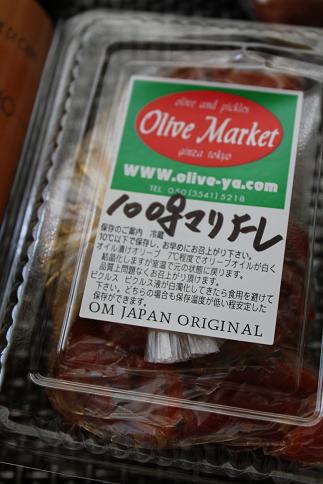 olive and pickles
Olive Market
ginza tokyo
www.olive-ya.com
TEL 050(3541)5218
100gマリネ
保存のご案内 冷蔵
10℃以下で保存し、お早めにお召上がり下さい。
オイル漬けオリーブ 7℃程度でオリーブオイルが白く
結晶化しますが室温で元の状態に戻ります。
品質上問題なくお召上がり頂けます。
ピクルス ピクルス液が白濁化してきたら食用を避けて
下さい。どちらの場合も保存温度が低い程安定した
保存ができます。
OM JAPAN ORIGINAL